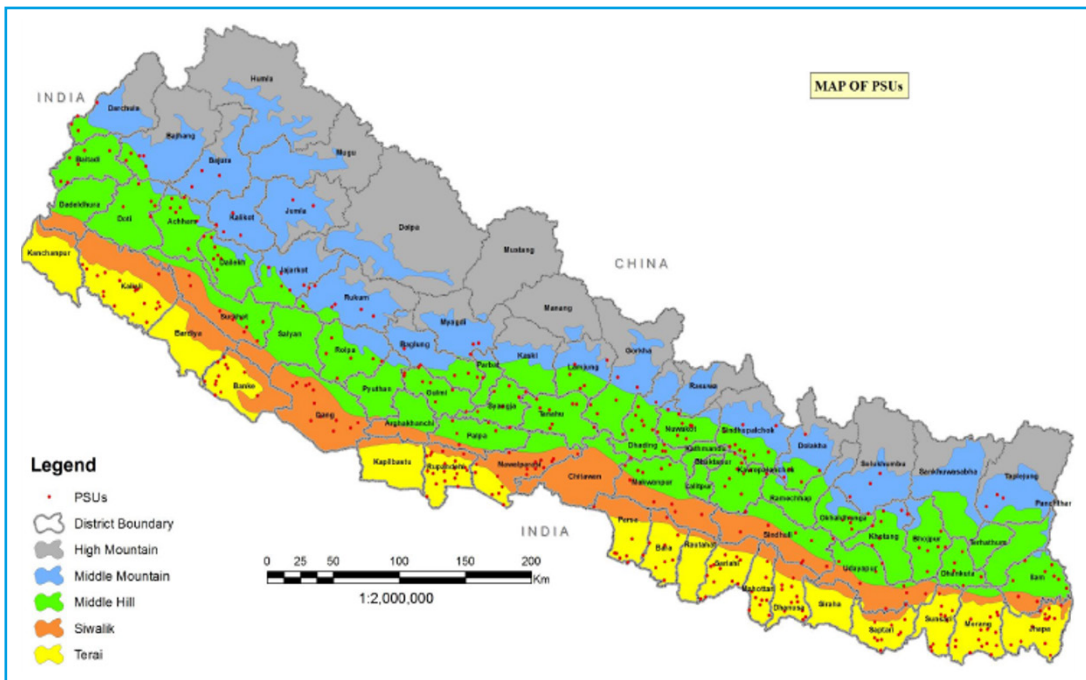 MAP OF PSUs
INDIA
CHINA
INDIA
Humla
Darchula
Bajhang
Bajura
Mugu
Baitadi
Dadeldhura
Doti
Achham
Kalikot
Jumla
Dolpa
Mustang
Kanchanpur
Kailali
Dailekh
Jajarkot
Rukum
Manang
Myagdi
Gorkha
Bardiya
Surkhet
Salyan
Rolpa
Baglung
Kaski
Lamjung
Parbat
Rasuwa
Banke
Dang
Pyuthan
Gulmi
Syangja
Tanahu
Nuwakot
Sindhupalchok
Dolakha
Arghakhanchi
Palpa
Dhading
Kathmandu
Bhaktapur
Solukhumbu
Taplejung
Kapilbastu
Chitawan
Makwanpur
Lalitpur
Ramechhap
Panchthar
Parsa
Bara
Rautahat
Sarlahi
Sindhuli
Okhaldhunga
Khotang
Bhojpur
Terhathum
Dhankuta
Ilam
Udayapur
Mahottari
Dhanusa
Siraha
Saptari
Sunsari
Morang
Jhapa
Legend
PSUs
District Boundary
High Mountain
Middle Mountain
Middle Hill
Siwalik
Terai
0 50 100 150 200
Km
1:2,000,000